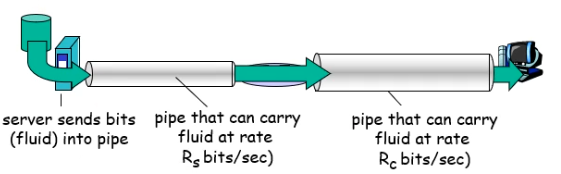 server sends bits
(fluid) into pipe
pipe that can carry
fluid at rate
Rs bits/sec)
pipe that can carry
fluid at rate
Rc bits/sec)